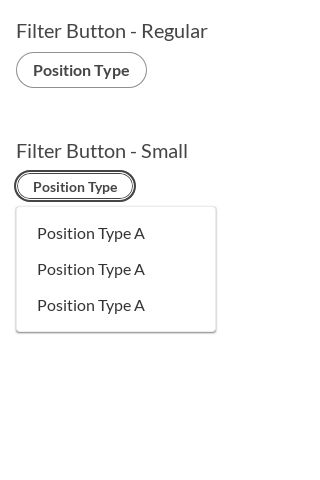 Filter Button - Regular
Position Type
Filter Button - Small
Position Type
Position Type A
Position Type A
Position Type A